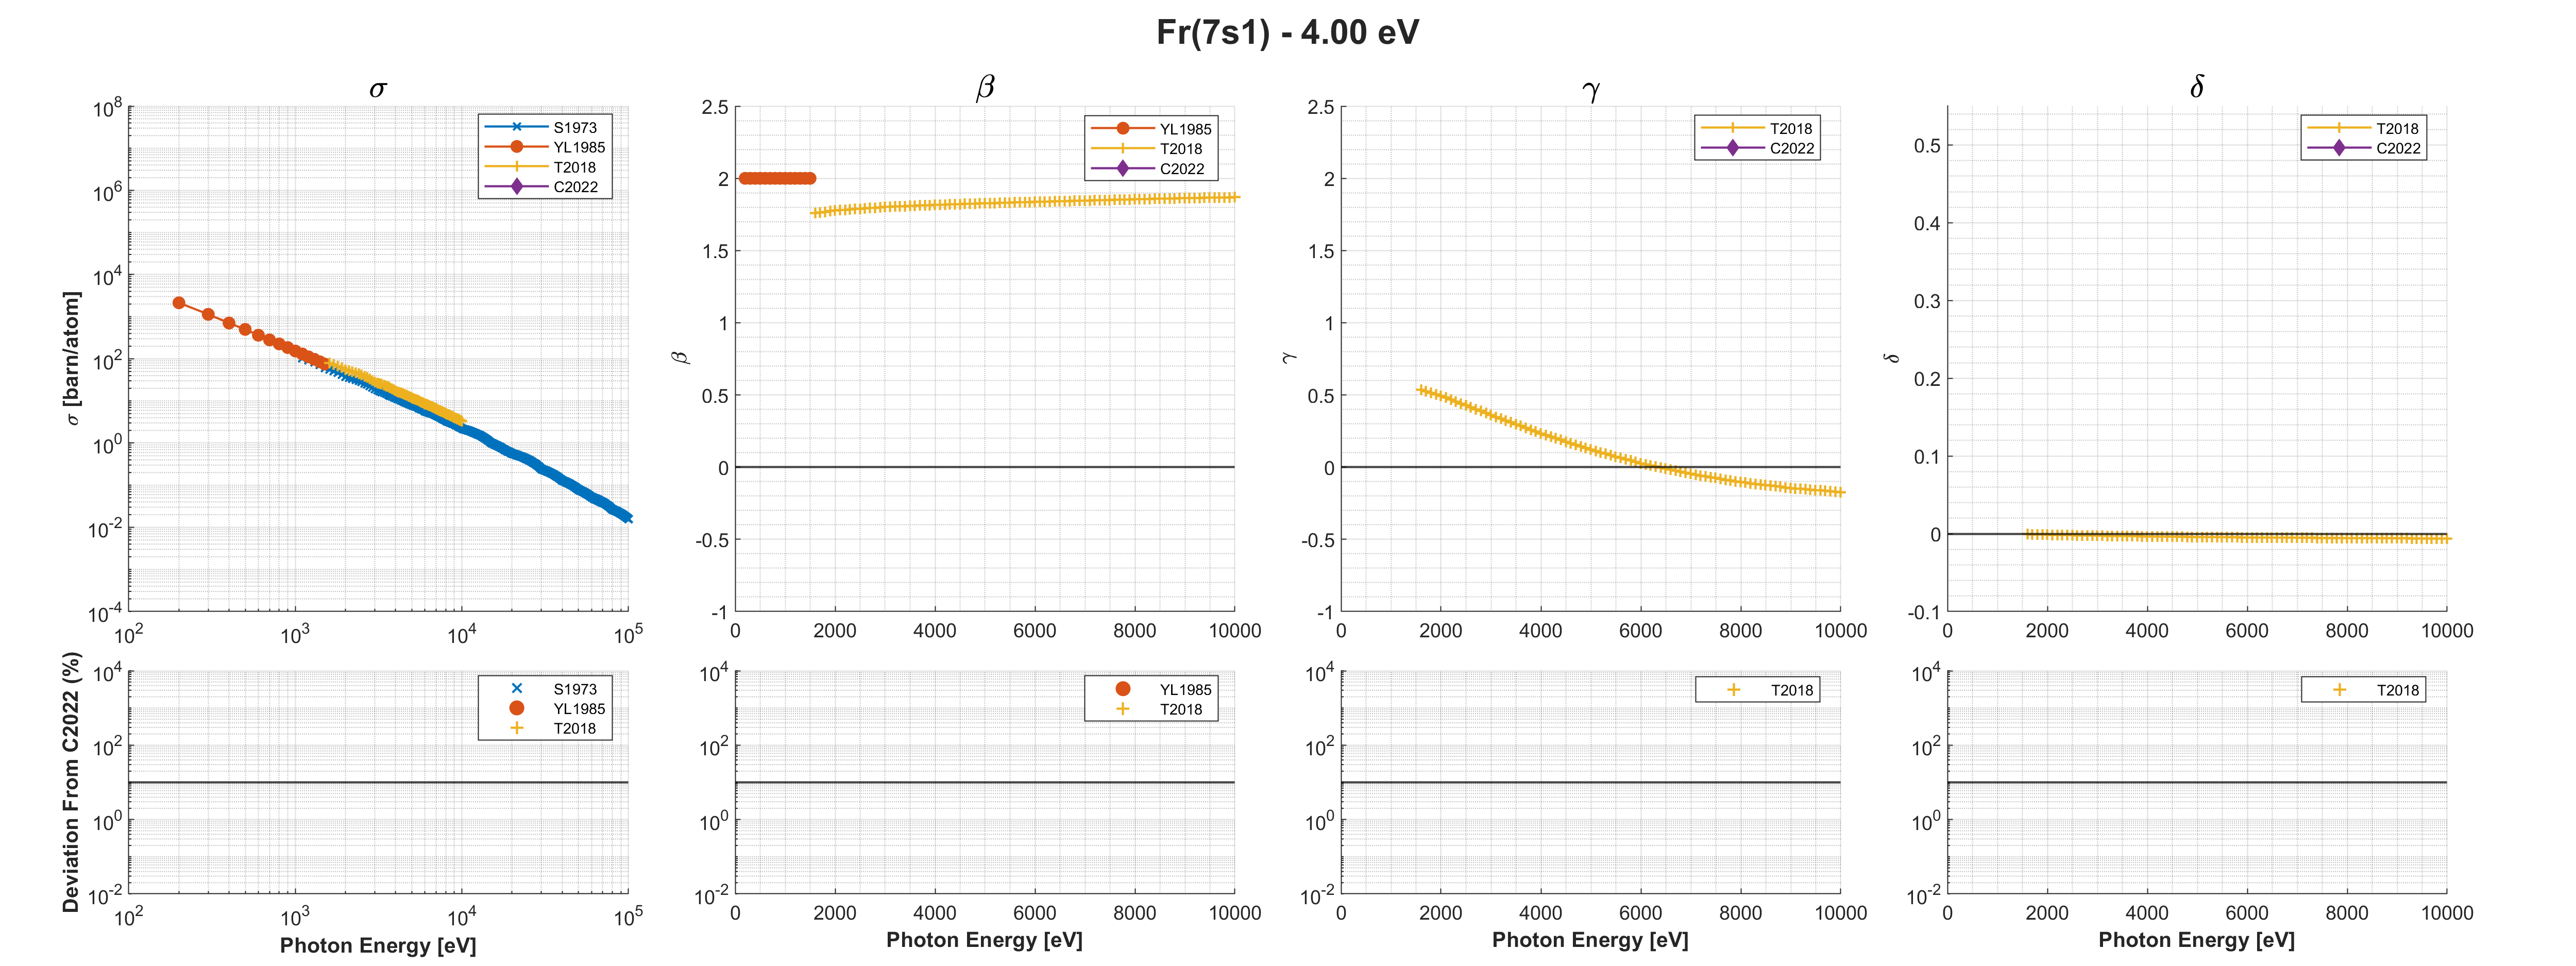 Fr(7s1) - 4.00 eV
σ
10^8
10^6
10^4
10^2
10^0
10^-2
10^-4
10^2
10^3
10^4
10^5
σ [barn/atom]
S1973
YL1985
T2018
C2022
β
2.5
2
1.5
1
0.5
0
-0.5
-1
0
2000
4000
6000
8000
10000
β
YL1985
T2018
C2022
γ
2.5
2
1.5
1
0.5
0
-0.5
-1
0
2000
4000
6000
8000
10000
γ
T2018
C2022
δ
0.5
0.4
0.3
0.2
0.1
0
-0.1
0
2000
4000
6000
8000
10000
δ
T2018
C2022
10^4
10^2
10^0
10^-2
10^2
10^3
10^4
10^5
Deviation From C2022 (%)
Photon Energy [eV]
S1973
YL1985
T2018
10^4
10^2
10^0
10^-2
0
2000
4000
6000
8000
10000
Photon Energy [eV]
YL1985
T2018
10^4
10^2
10^0
10^-2
0
2000
4000
6000
8000
10000
Photon Energy [eV]
T2018
10^4
10^2
10^0
10^-2
0
2000
4000
6000
8000
10000
Photon Energy [eV]
T2018